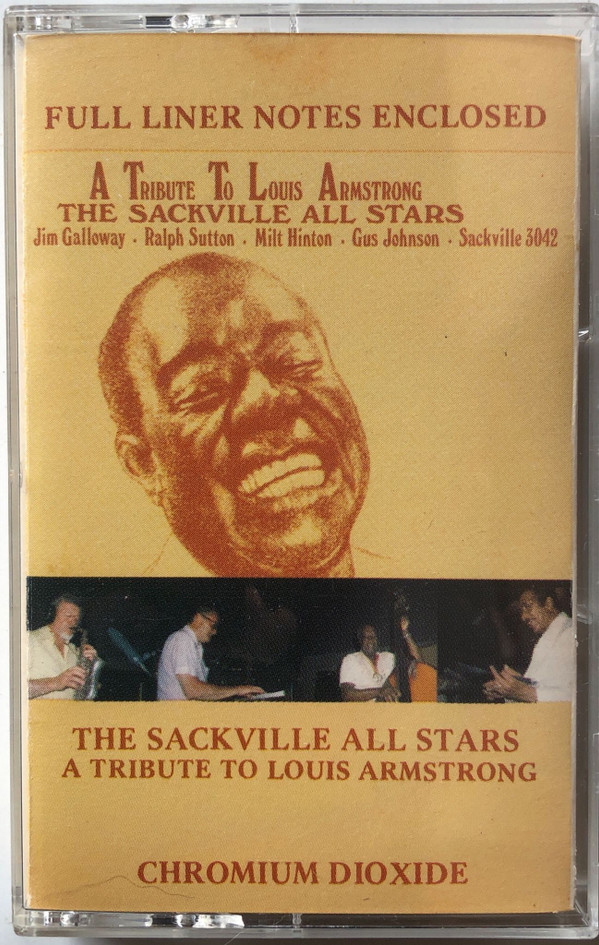 FULL LINER NOTES ENCLOSED
A TRIBUTE TO LOUIS ARMSTRONG
THE SACKVILLE ALL STARS
Jim Galloway · Ralph Sutton · Milt Hinton · Gus Johnson · Sackville 3042
THE SACKVILLE ALL STARS
A TRIBUTE TO LOUIS ARMSTRONG
CHROMIUM DIOXIDE